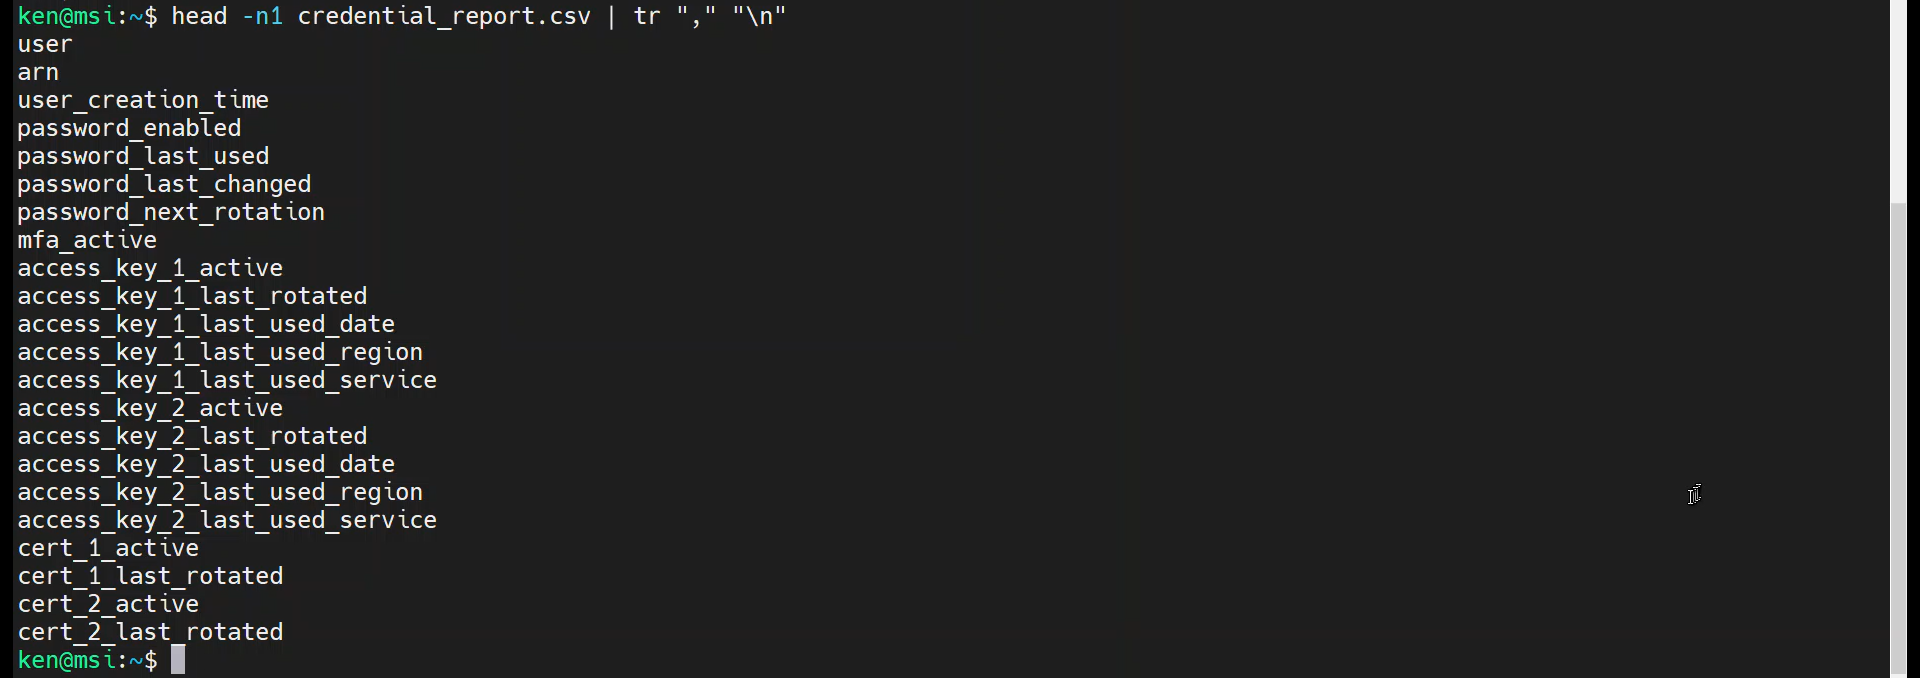 ken@msi:~$ head -n1 credential_report.csv | tr "," "\n"
user
arn
user_creation_time
password_enabled
password_last_used
password_last_changed
password_next_rotation
mfa_active
access_key_1_active
access_key_1_last_rotated
access_key_1_last_used_date
access_key_1_last_used_region
access_key_1_last_used_service
access_key_2_active
access_key_2_last_rotated
access_key_2_last_used_date
access_key_2_last_used_region
access_key_2_last_used_service
cert_1_active
cert_1_last_rotated
cert_2_active
cert_2_last_rotated
ken@msi:~$